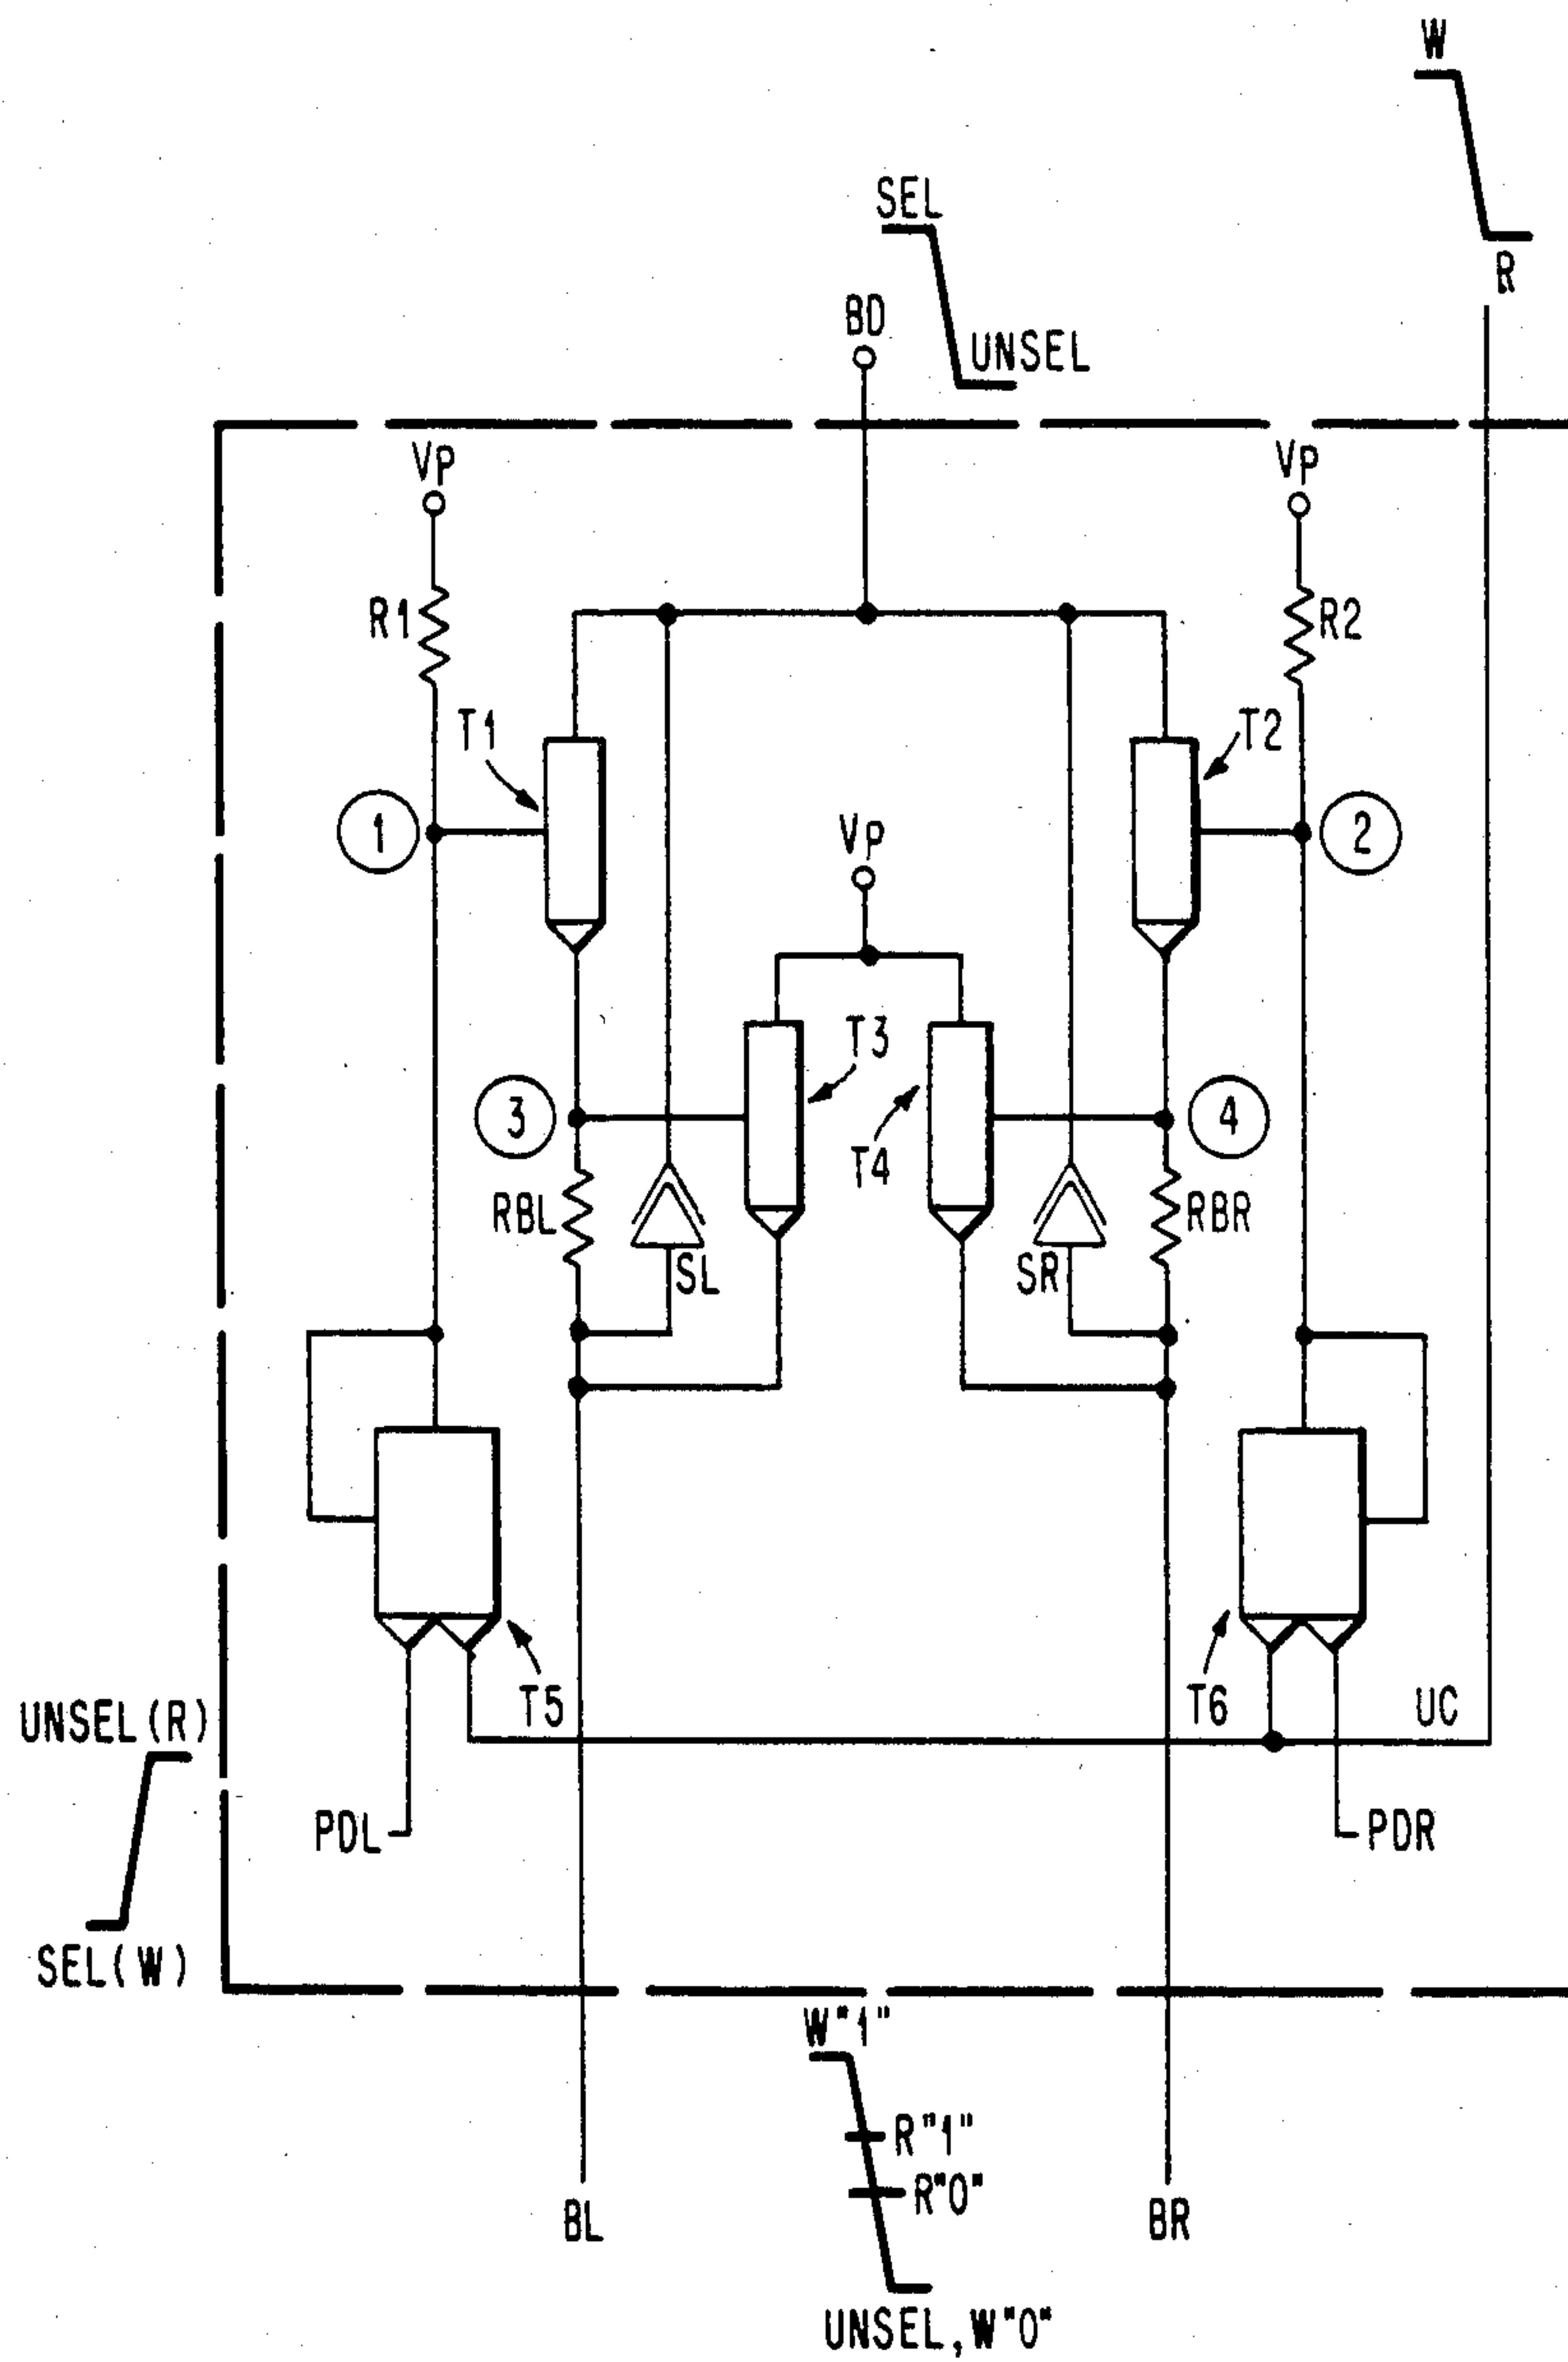 W
R
SEL
UNSEL
BD
VP
VP
R1
R2
T1
T2
1
2
VP
T3
T4
3
4
RBL
RBR
SL
SR
T5
T6
UC
UNSEL(R)
SEL(W)
PDL
PDR
W"1"
R"1"
R"0"
BL
BR
UNSEL,W"0"